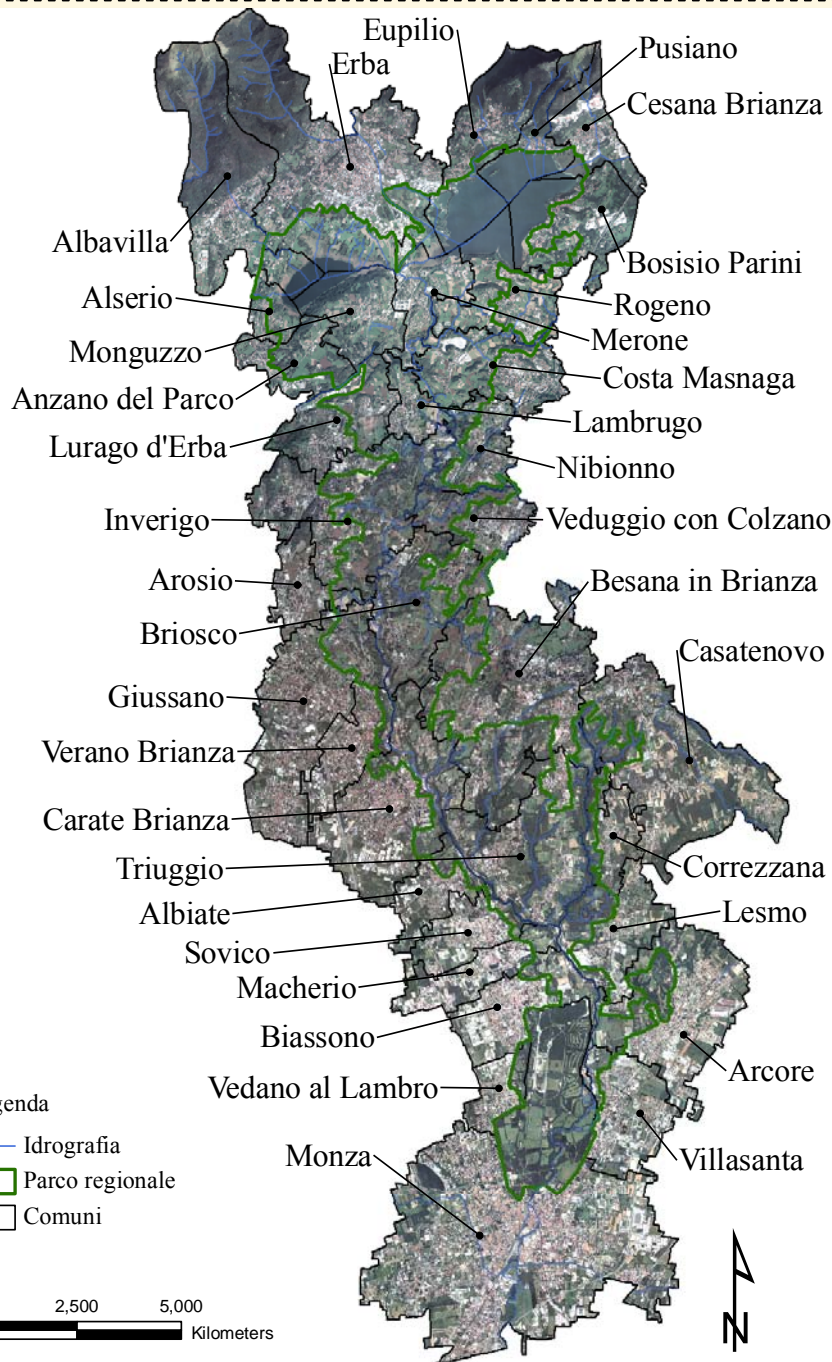 Eupilio
Erba
Pusiano
Cesana Brianza
Albavilla
Bosisio Parini
Alserio
Rogeno
Monguzzo
Merone
Anzano del Parco
Costa Masnaga
Lurago d'Erba
Lambrugo
Nibionno
Inverigo
Veduggio con Colzano
Arosio
Besana in Brianza
Briosco
Casatenovo
Giussano
Verano Brianza
Carate Brianza
Triuggio
Correzzana
Albiate
Lesmo
Sovico
Macherio
Biassono
Arcore
Vedano al Lambro
Villasanta
Monza
genda
Idrografia
Parco regionale
Comuni
2,500 5,000
Kilometers
N